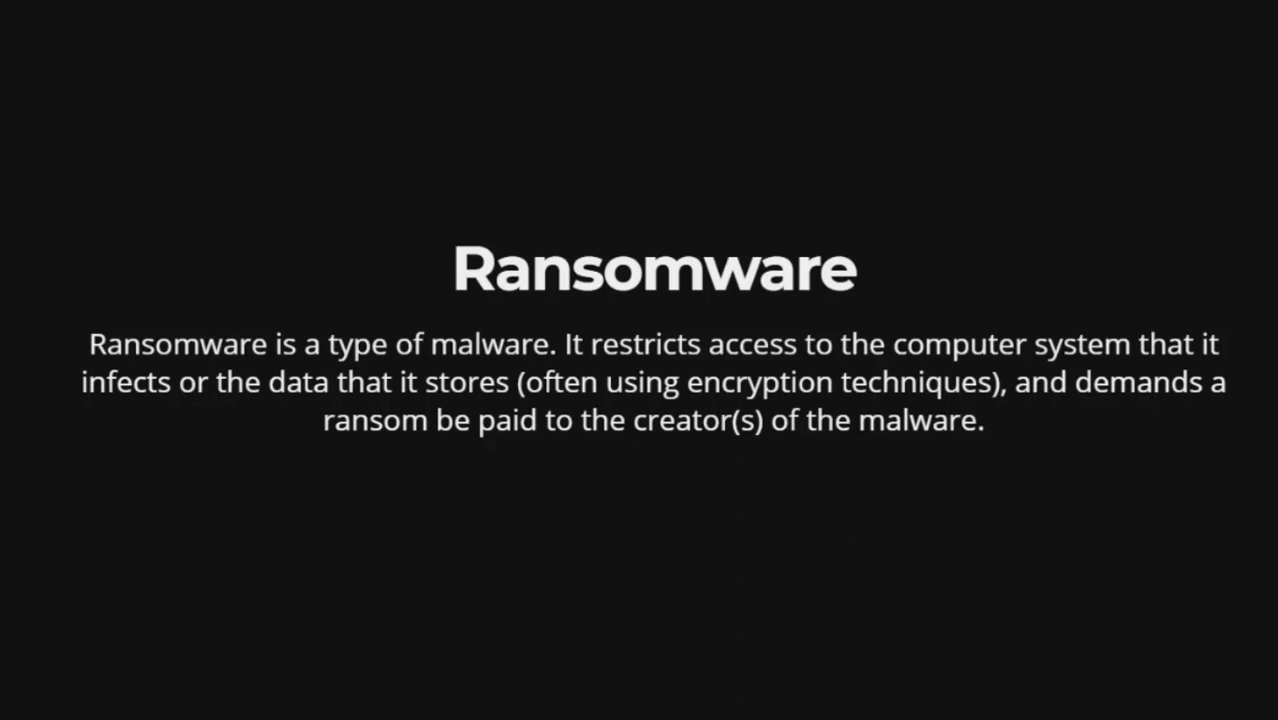 Ransomware
Ransomware is a type of malware. It restricts access to the computer system that it
infects or the data that it stores (often using encryption techniques), and demands a
ransom be paid to the creator(s) of the malware.